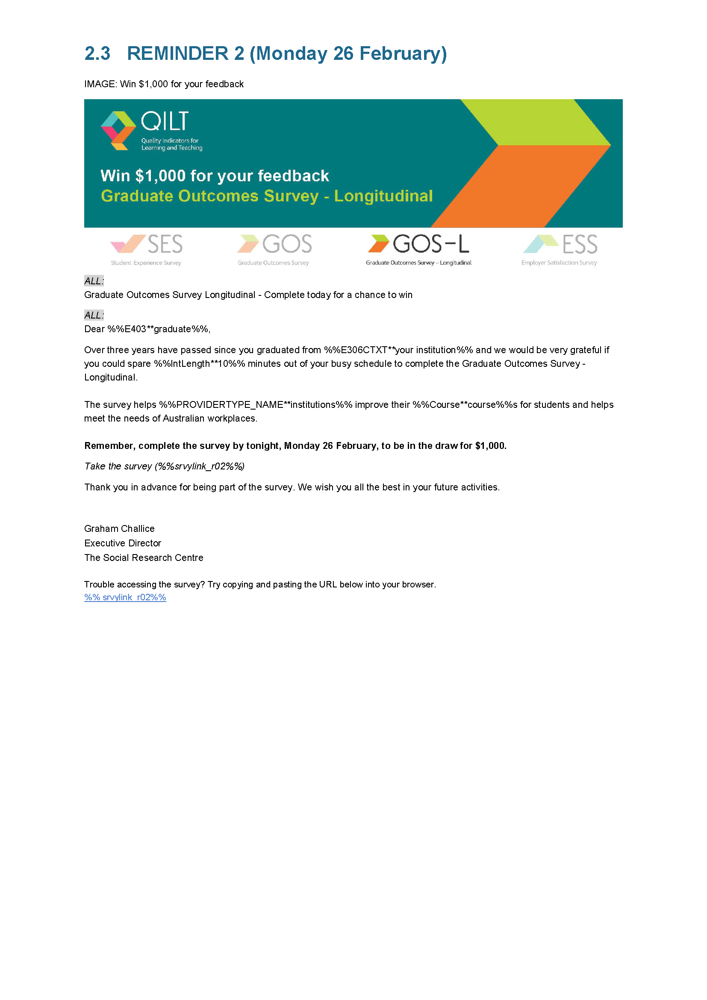 2.3 REMINDER 2 (Monday 26 February)
IMAGE: Win $1,000 for your feedback
QILT
Quality Indicators for
Learning and Teaching
Win $1,000 for your feedback
Graduate Outcomes Survey - Longitudinal
SES
Student Experience Survey
GOS
Graduate Outcomes Survey
GOS-L
Graduate Outcomes Survey – Longitudinal
ESS
Employer Satisfaction Survey
ALL:
Graduate Outcomes Survey Longitudinal - Complete today for a chance to win
ALL:
Dear %%E403**graduate%%,
Over three years have passed since you graduated from %%E306CTXT**your institution%% and we would be very grateful if
you could spare %%IntLength**10%% minutes out of your busy schedule to complete the Graduate Outcomes Survey -
Longitudinal.
The survey helps %%PROVIDERTYPE_NAME**institutions%% improve their %%Course**course%%s for students and helps
meet the needs of Australian workplaces.
Remember, complete the survey by tonight, Monday 26 February, to be in the draw for $1,000.
Take the survey (%%srvylink_r02%%)
Thank you in advance for being part of the survey. We wish you all the best in your future activities.
Graham Challice
Executive Director
The Social Research Centre
Trouble accessing the survey? Try copying and pasting the URL below into your browser.
%% srvylink_r02%%